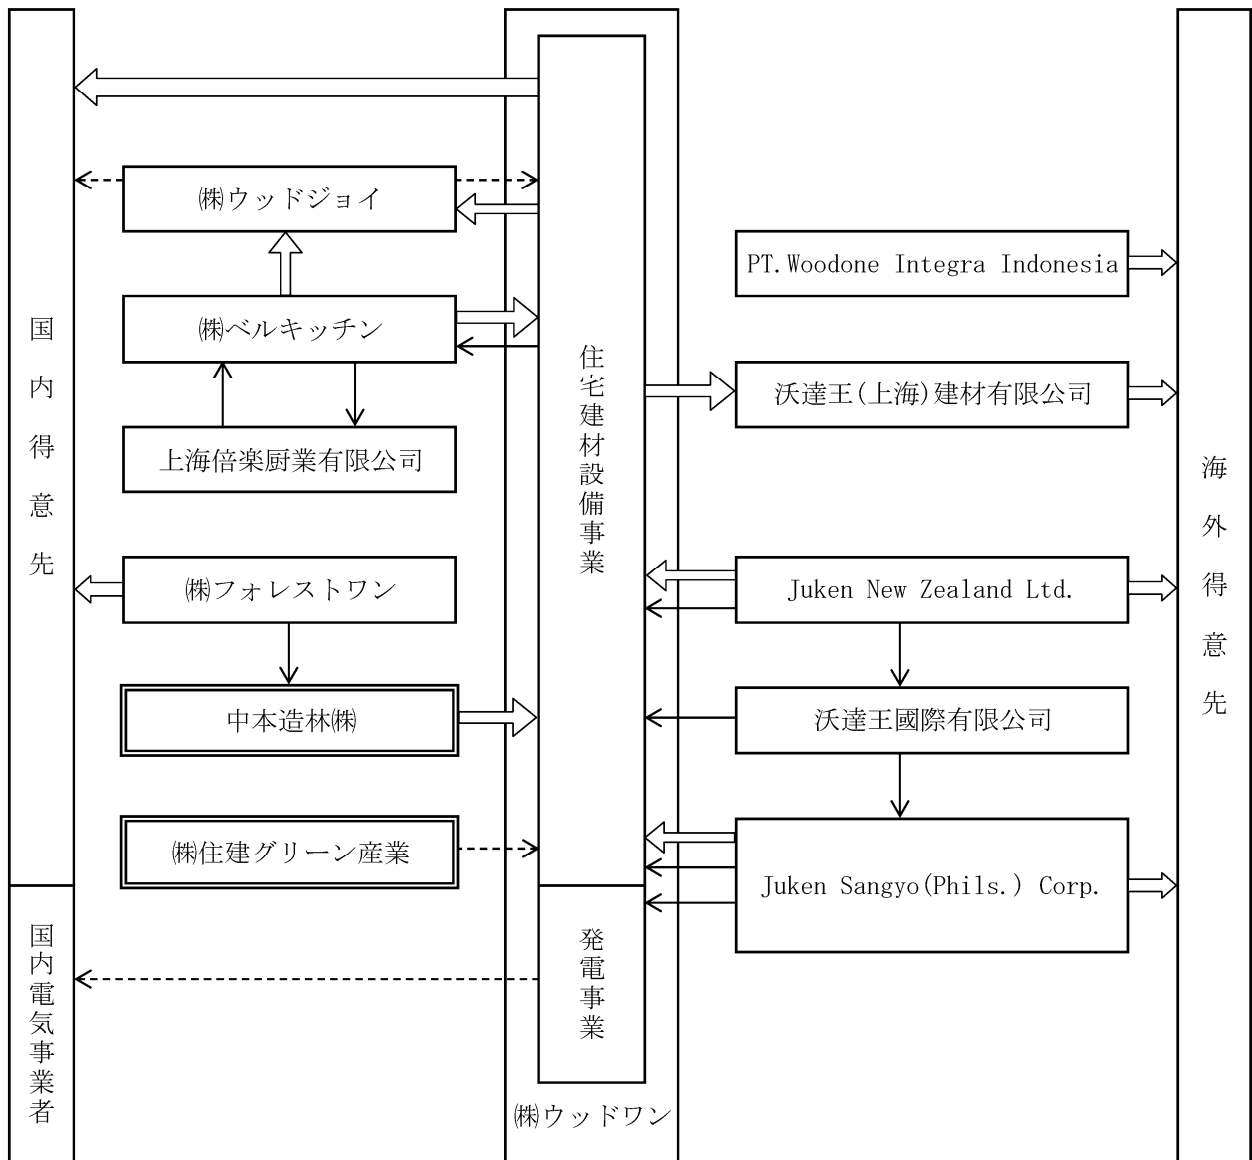 国内得意先
国内電気事業者
㈱ウッドジョイ
㈱ベルキッチン
上海倍楽厨業有限公司
㈱フォレストワン
中本造林㈱
㈱住建グリーン産業
住宅建材設備事業
発電事業
㈱ウッドワン
PT.Woodone Integra Indonesia
沃達王(上海)建材有限公司
Juken New Zealand Ltd.
沃達王國際有限公司
Juken Sangyo(Phils.) Corp.
海外得意先